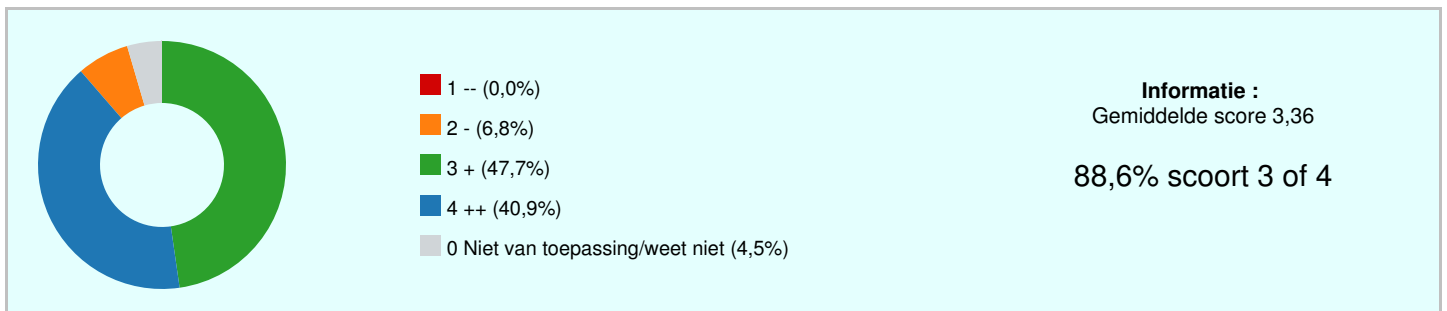 1 -- (0,0%)
2 - (6,8%)
3 + (47,7%)
4 ++ (40,9%)
0 Niet van toepassing/weet niet (4,5%)
Informatie :
Gemiddelde score 3,36
88,6% scoort 3 of 4